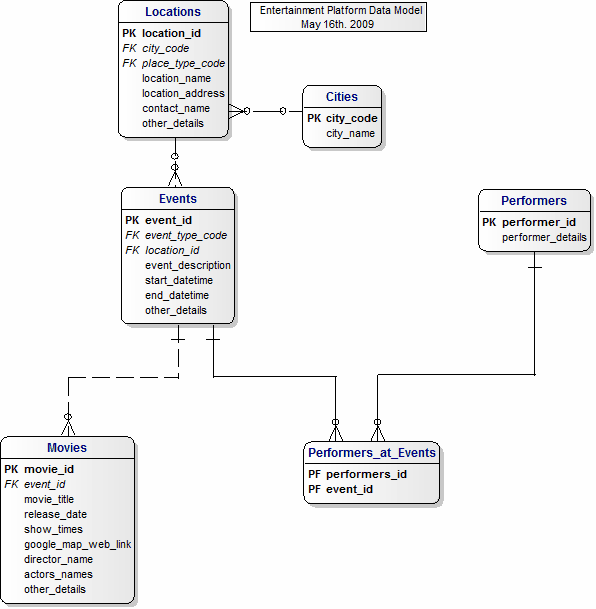 Locations
PK location_id
FK city_code
FK place_type_code
location_name
location_address
contact_name
other_details
Entertainment Platform Data Model
May 16th. 2009
Cities
PK city_code
city_name
Events
PK event_id
FK event_type_code
FK location_id
event_description
start_datetime
end_datetime
other_details
Performers
PK performer_id
performer_details
Movies
PK movie_id
FK event_id
movie_title
release_date
show_times
google_map_web_link
director_name
actors_names
other_details
Performers_at_Events
PF performers_id
PF event_id